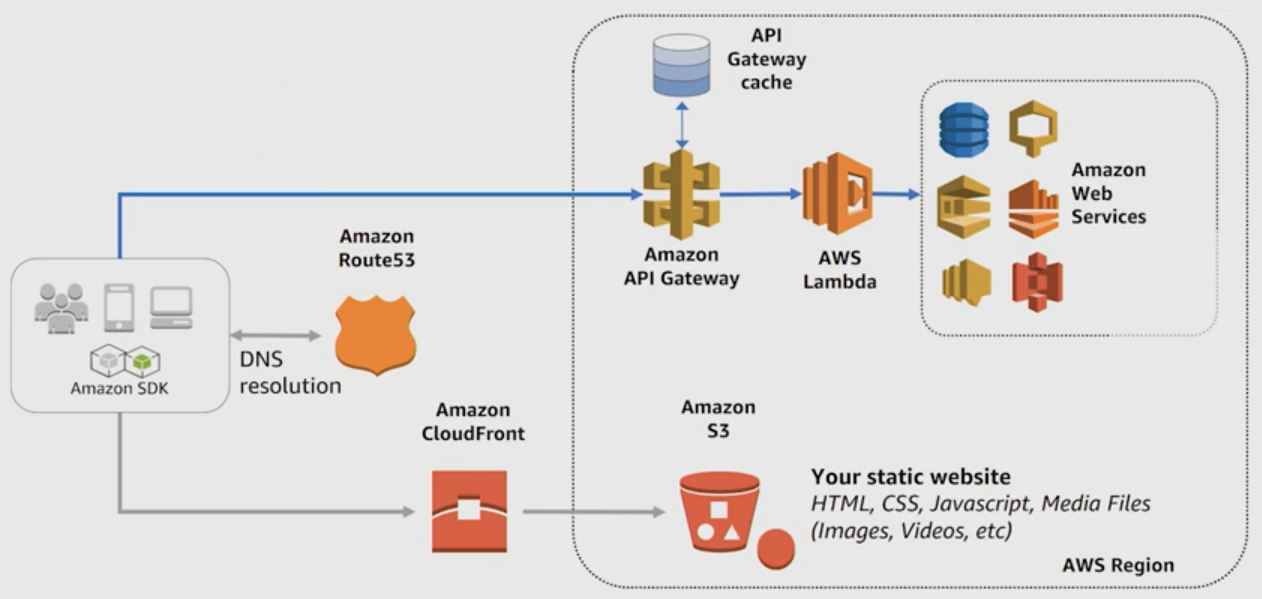 API
Gateway
cache
Amazon
Web
Services
Amazon
API Gateway
AWS
Lambda
Amazon
Route53
DNS
resolution
Amazon SDK
Amazon
CloudFront
Amazon
S3
Your static website
HTML, CSS, Javascript, Media Files
(Images, Videos, etc)
AWS Region